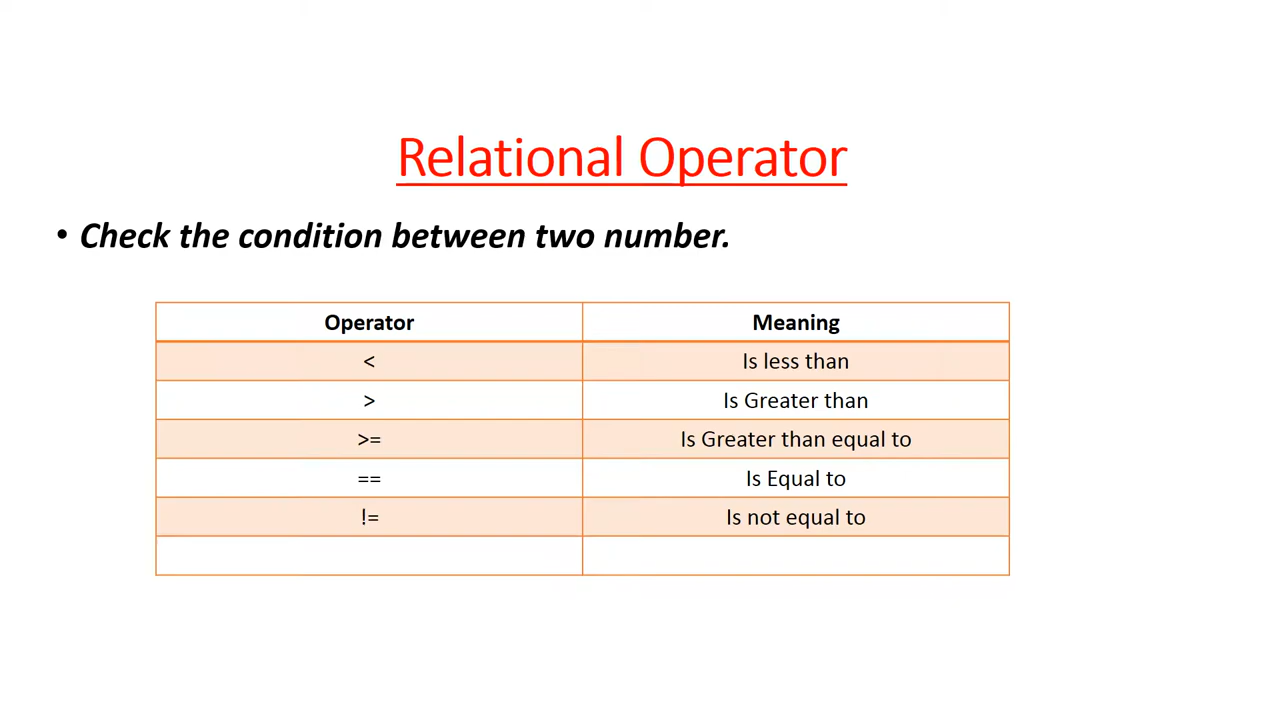 Relational Operator
• Check the condition between two number.
Operator Meaning
< Is less than
> Is Greater than
>= Is Greater than equal to
== Is Equal to
!= Is not equal to